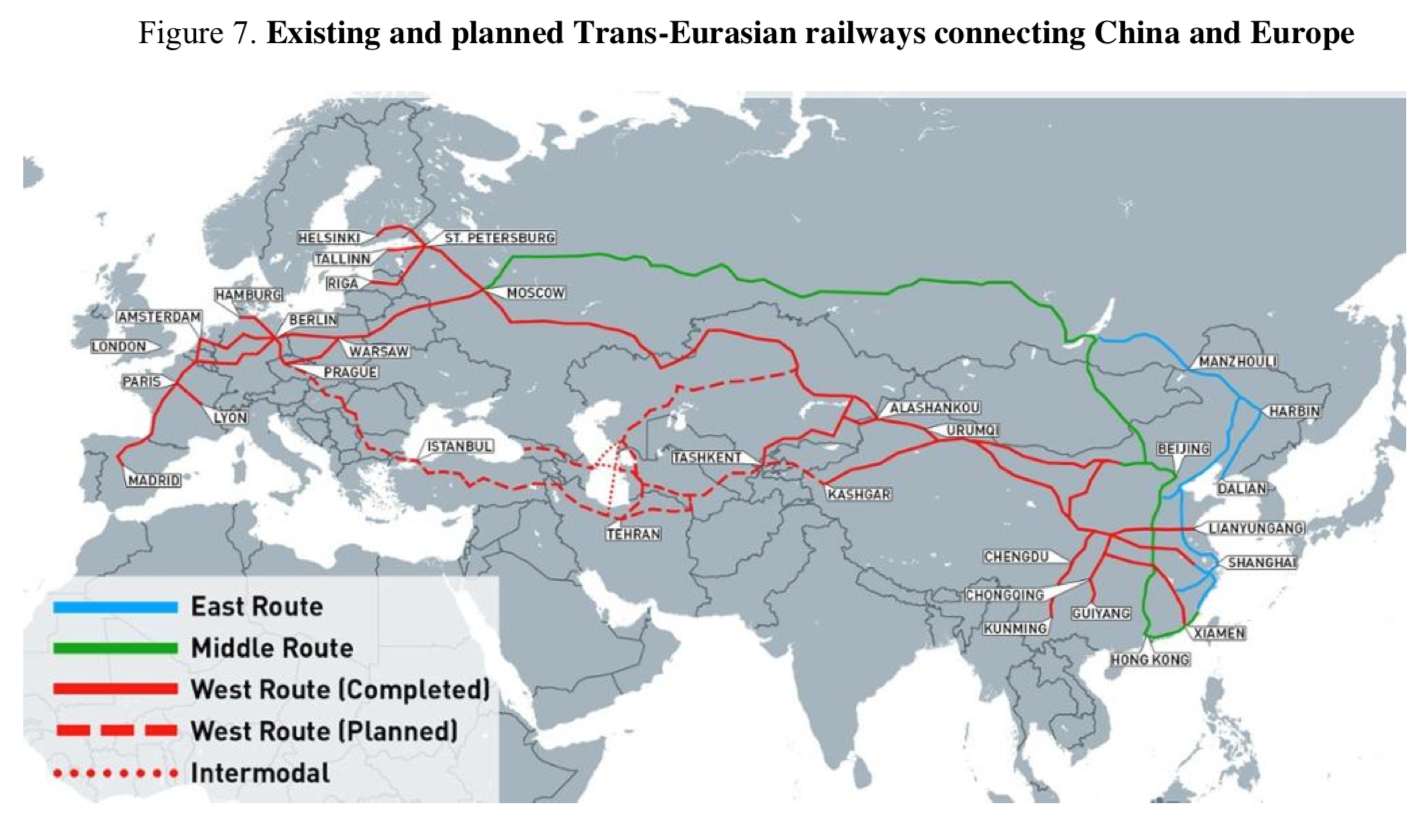 Figure 7. Existing and planned Trans-Eurasian railways connecting China and Europe
HELSINKI
ST. PETERSBURG
TALLINN
RIGA
MOSCOW
HAMBURG
AMSTERDAM
BERLIN
LONDON
WARSAW
PRAGUE
PARIS
LYON
MADRID
ISTANBUL
TEHRAN
TASHKENT
KASHGAR
ALASHANKOU
URUMQI
MANZHOULI
HARBIN
BEIJING
DALIAN
LIANYUNGANG
SHANGHAI
CHENGDU
CHONGQING
GUIYANG
KUNMING
XIAMEN
HONG KONG
East Route
Middle Route
West Route (Completed)
West Route (Planned)
Intermodal